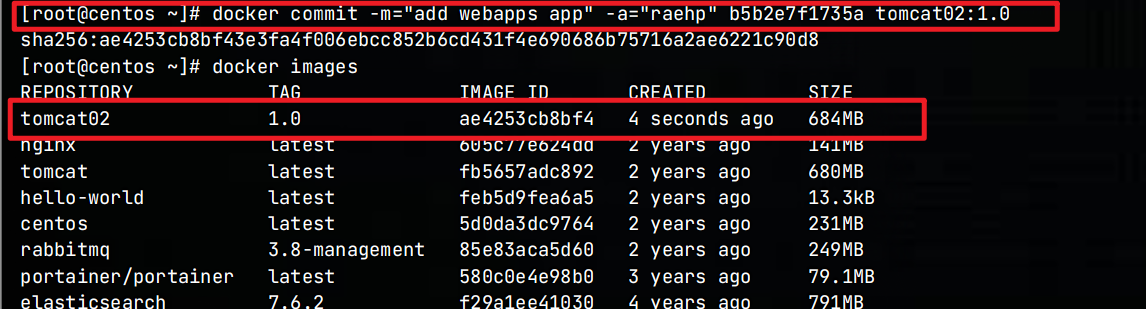 [root@centos ~]# docker commit -m="add webapps app" -a="raehp" b5b2e7f1735a tomcat02:1.0
sha256:ae4253cb8bf43e3fa4f006ebcc852b6cd431f4e690686b75716a2ae6221c90d8
[root@centos ~]# docker images
REPOSITORY TAG IMAGE ID CREATED SIZE
tomcat02 1.0 ae4253cb8bf4 4 seconds ago 684MB
nginx latest 605c77e624dd 2 years ago 141MB
tomcat latest fb5657adc892 2 years ago 680MB
hello-world latest feb5d9fea6a5 2 years ago 13.3kB
centos latest 5d0da3dc9764 2 years ago 231MB
rabbitmq 3.8-management 85e83aca5d60 2 years ago 249MB
portainer/portainer latest 580c0e4e98b0 3 years ago 79.1MB
elasticsearch 7.6.2 f29a1ee41030 4 years ago 791MB